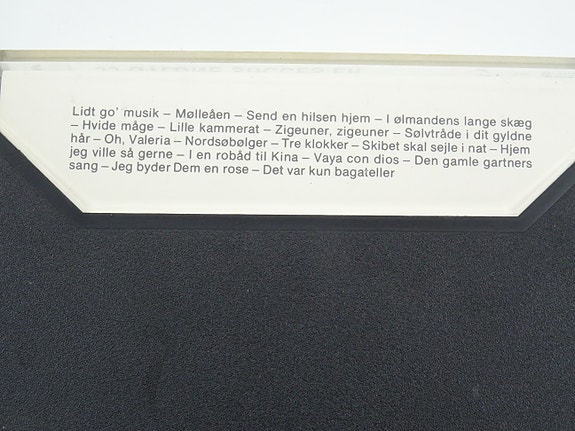 Lidt go' musik – Mølleåen – Send en hilsen hjem – I ølmandens lange skæg
– Hvide måge – Lille kammerat – Zigeuner, zigeuner – Sølvtråde i dit gyldne
hår – Oh, Valeria – Nordsøbølger – Tre klokker – Skibet skal sejle i nat – Hjem
jeg ville så gerne – I en robåd til Kina – Vaya con dios – Den gamle gartners
sang – Jeg byder Dem en rose – Det var kun bagateller